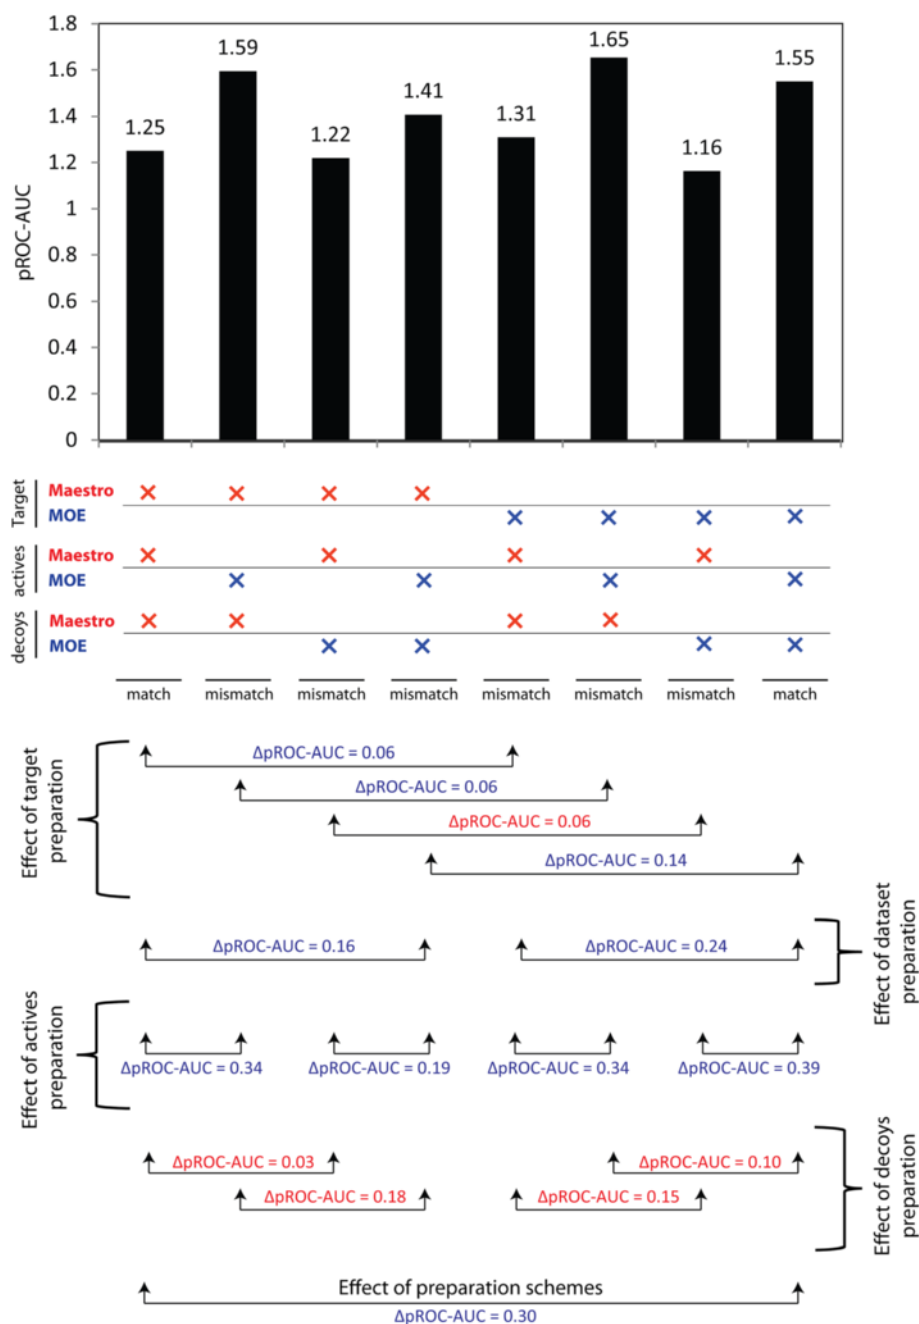 1.8
1.6
1.4
1.2
1
0.8
0.6
0.4
0.2
0
pROC-AUC
1.25
1.59
1.22
1.41
1.31
1.65
1.16
1.55
Target
Maestro
MOE
actives
Maestro
MOE
decoys
Maestro
MOE
match mismatch mismatch mismatch mismatch mismatch mismatch match
Effect of target
preparation
ΔpROC-AUC = 0.06
ΔpROC-AUC = 0.06
ΔpROC-AUC = 0.06
ΔpROC-AUC = 0.14
ΔpROC-AUC = 0.16 ΔpROC-AUC = 0.24
Effect of dataset
preparation
Effect of actives
preparation
ΔpROC-AUC = 0.34 ΔpROC-AUC = 0.19 ΔpROC-AUC = 0.34 ΔpROC-AUC = 0.39
ΔpROC-AUC = 0.03 ΔpROC-AUC = 0.10
ΔpROC-AUC = 0.18 ΔpROC-AUC = 0.15
Effect of decoys
preparation
Effect of preparation schemes
ΔpROC-AUC = 0.30